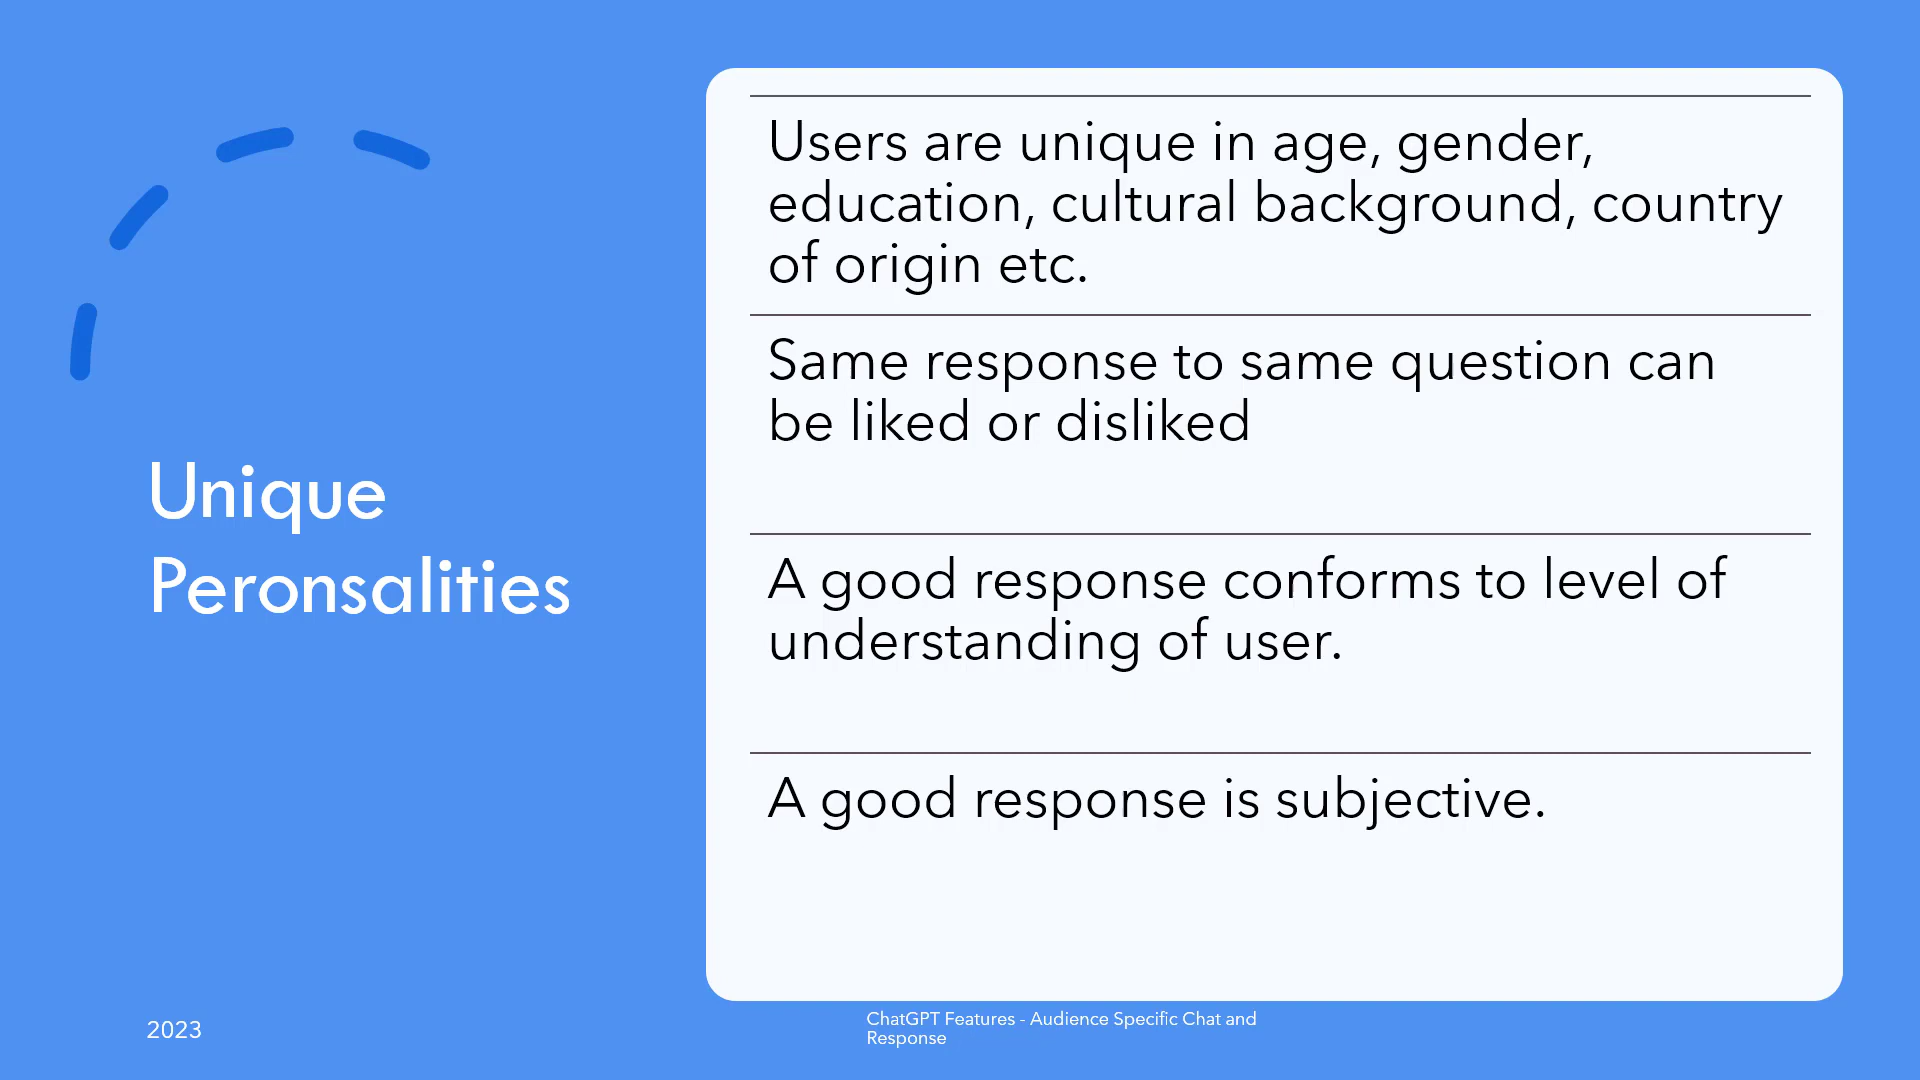 Unique
Peronsalities
Users are unique in age, gender,
education, cultural background, country
of origin etc.
Same response to same question can
be liked or disliked
A good response conforms to level of
understanding of user.
A good response is subjective.
2023
ChatGPT Features - Audience Specific Chat and
Response